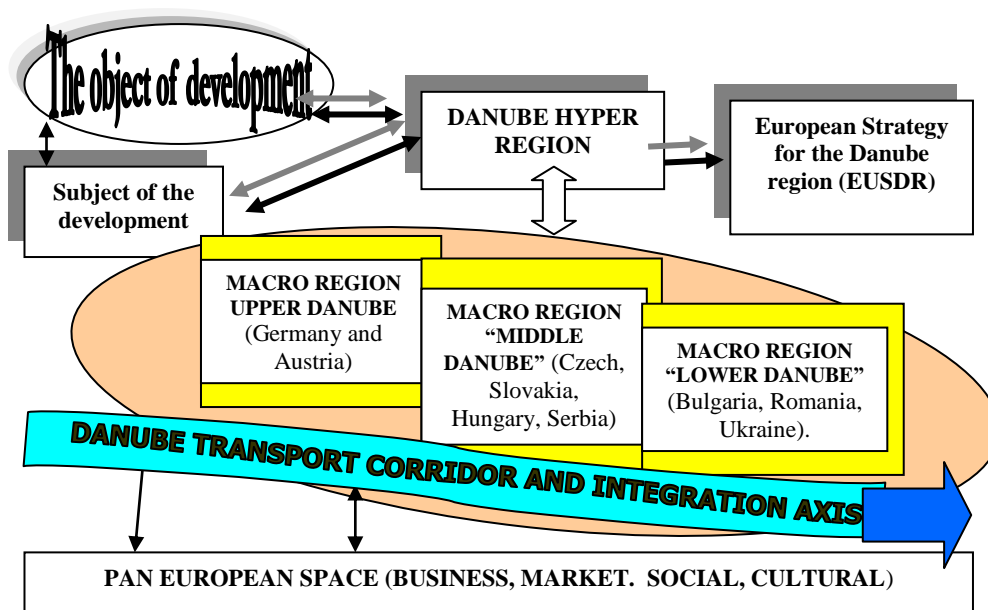 The object of development
DANUBE HYPER
REGION
European Strategy
for the Danube
region (EUSDR)
Subject of the
development
MACRO REGION
UPPER DANUBE
(Germany and
Austria)
MACRO REGION
“MIDDLE
DANUBE” (Czech,
Slovakia,
Hungary, Serbia)
MACRO REGION
“LOWER DANUBE”
(Bulgaria, Romania,
Ukraine).
DANUBE TRANSPORT CORRIDOR AND INTEGRATION AXIS
PAN EUROPEAN SPACE (BUSINESS, MARKET. SOCIAL, CULTURAL)